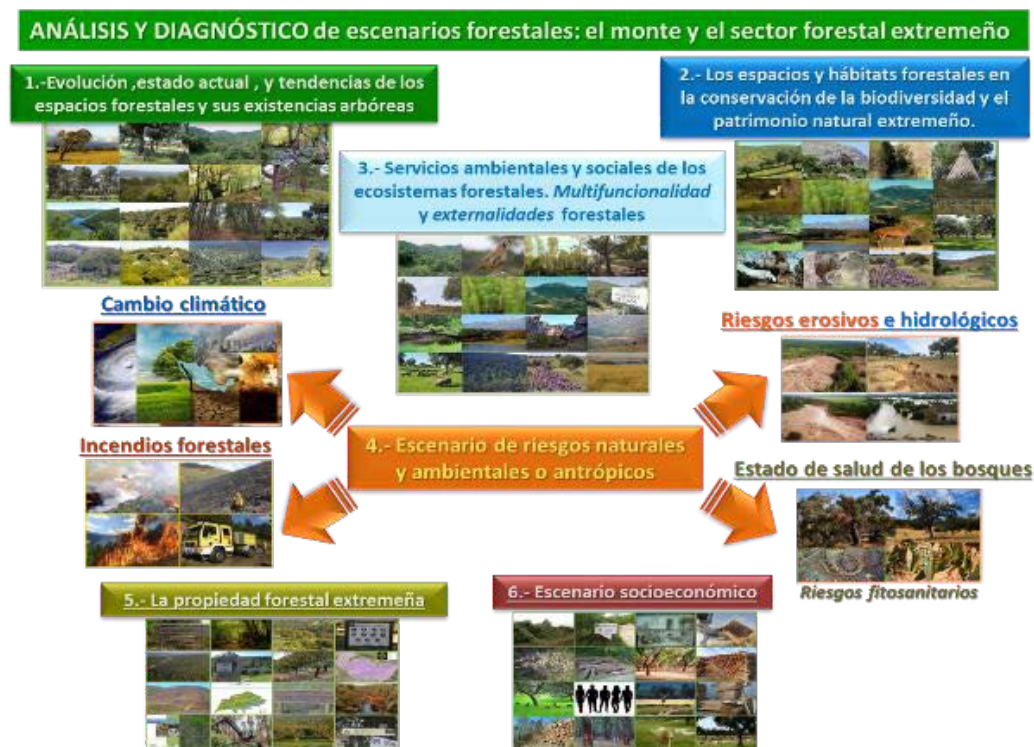 ANÁLISIS Y DIAGNÓSTICO de escenarios forestales: el monte y el sector forestal extremeño
1.-Evolución ,estado actual , y tendencias de los
espacios forestales y sus existencias arbóreas
2.- Los espacios y hábitats forestales en
la conservación de la biodiversidad y el
patrimonio natural extremeño.
3.- Servicios ambientales y sociales de los
ecosistemas forestales. Multifuncionalidad
y externalidades forestales
Cambio climático
Riesgos erosivos e hidrológicos
Incendios forestales
4.- Escenario de riesgos naturales
y ambientales o antrópicos
Estado de salud de los bosques
Riesgos fitosanitarios
5.- La propiedad forestal extremeña
6.- Escenario socioeconómico